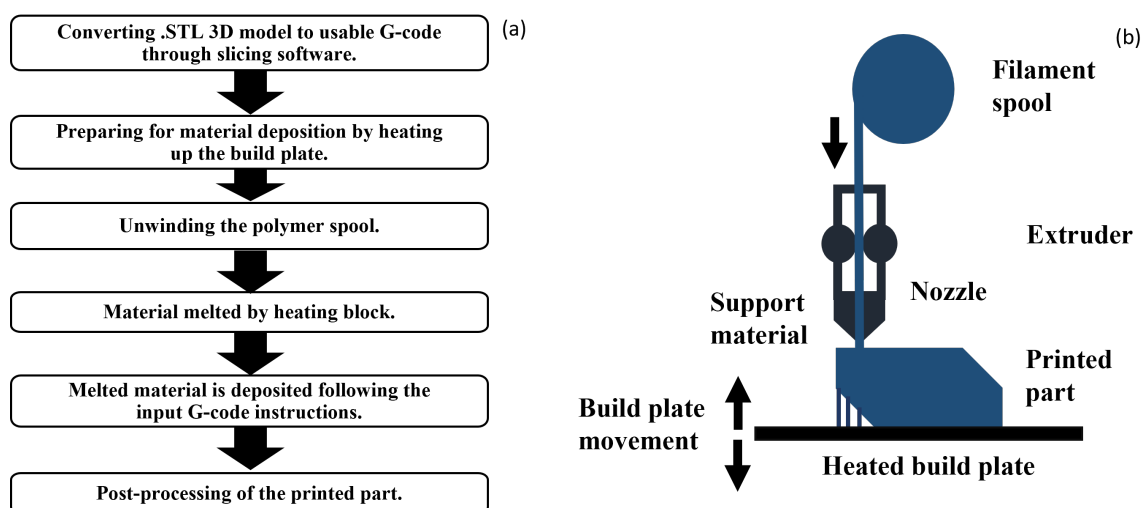 Converting .STL 3D model to usable G-code
through slicing software.
(a)
Preparing for material deposition by heating
up the build plate.
Unwinding the polymer spool.
Material melted by heating block.
Melted material is deposited following the
input G-code instructions.
Post-processing of the printed part.
(b)
Filament
spool
Extruder
Nozzle
Support
material
Printed
part
Build plate
movement
Heated build plate